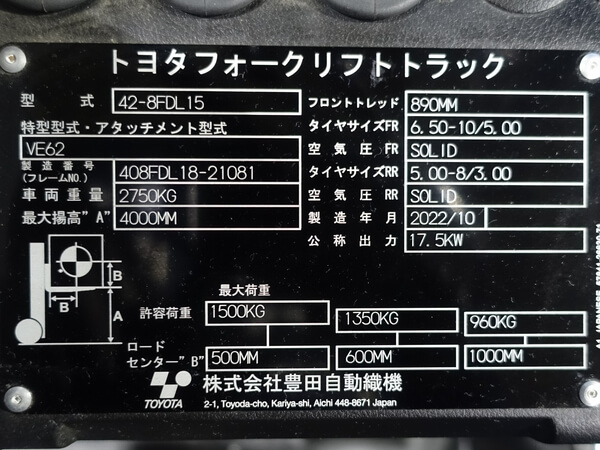 トヨタフォークリフトトラック
型式 42-8FDL15 フロントトレッド 890MM
特型型式・アタッチメント型式 タイヤサイズFR 6.50-10/5.00
VE62 空気圧 FR SOLID
製造番号 (フレームNO.) 408FDL18-21081 タイヤサイズRR 5.00-8/3.00
車両重量 2750KG 空気圧 RR SOLID
最大揚高"A" 4000MM 製造年月 2022/10
公称出力 17.5KW
B
B
A
最大荷重
許容荷重 1500KG 1350KG 960KG
ロード
センター"B" 500MM 600MM 1000MM
TOYOTA
株式会社豊田自動織機
2-1, Toyoda-cho, Kariya-shi, Aichi 448-8671 Japan